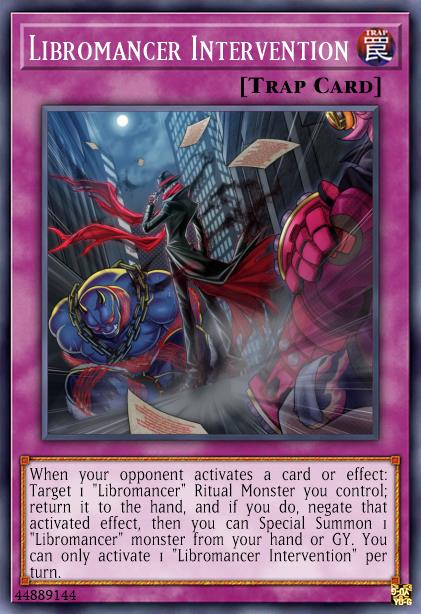 LIBROMANCER INTERVENTION
TRAP
罠
[TRAP CARD]
When your opponent activates a card or effect:
Target 1 "Libromancer" Ritual Monster you control;
return it to the hand, and if you do, negate that
activated effect, then you can Special Summon 1
"Libromancer" monster from your hand or GY. You
can only activate 1 "Libromancer Intervention" per
turn.
44889144